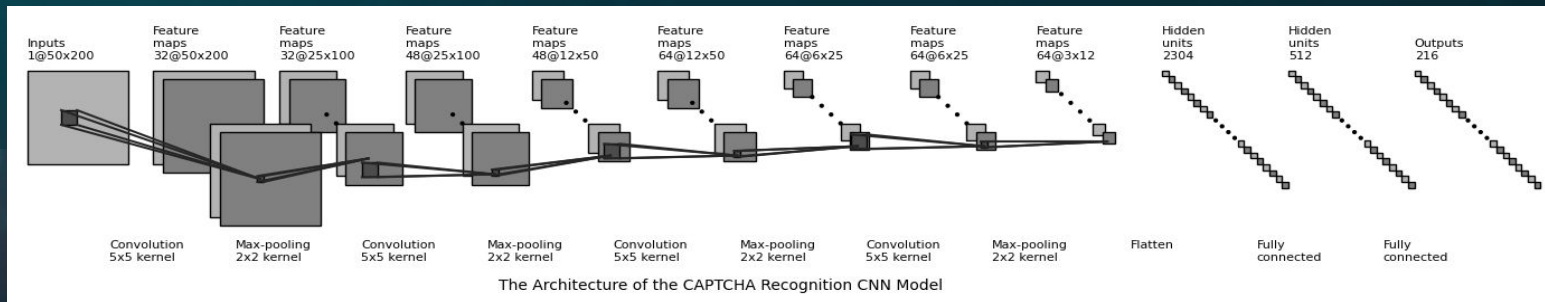 Inputs
1@50x200
Feature
maps
32@50x200
Feature
maps
32@25x100
Feature
maps
48@25x100
Feature
maps
48@12x50
Feature
maps
64@12x50
Feature
maps
64@6x25
Feature
maps
64@6x25
Feature
maps
64@3x12
Hidden
units
2304
Hidden
units
512
Outputs
216
Convolution
5x5 kernel
Max-pooling
2x2 kernel
Convolution
5x5 kernel
Max-pooling
2x2 kernel
Convolution
5x5 kernel
Max-pooling
2x2 kernel
Convolution
5x5 kernel
Max-pooling
2x2 kernel
Flatten
Fully
connected
Fully
connected
The Architecture of the CAPTCHA Recognition CNN Model